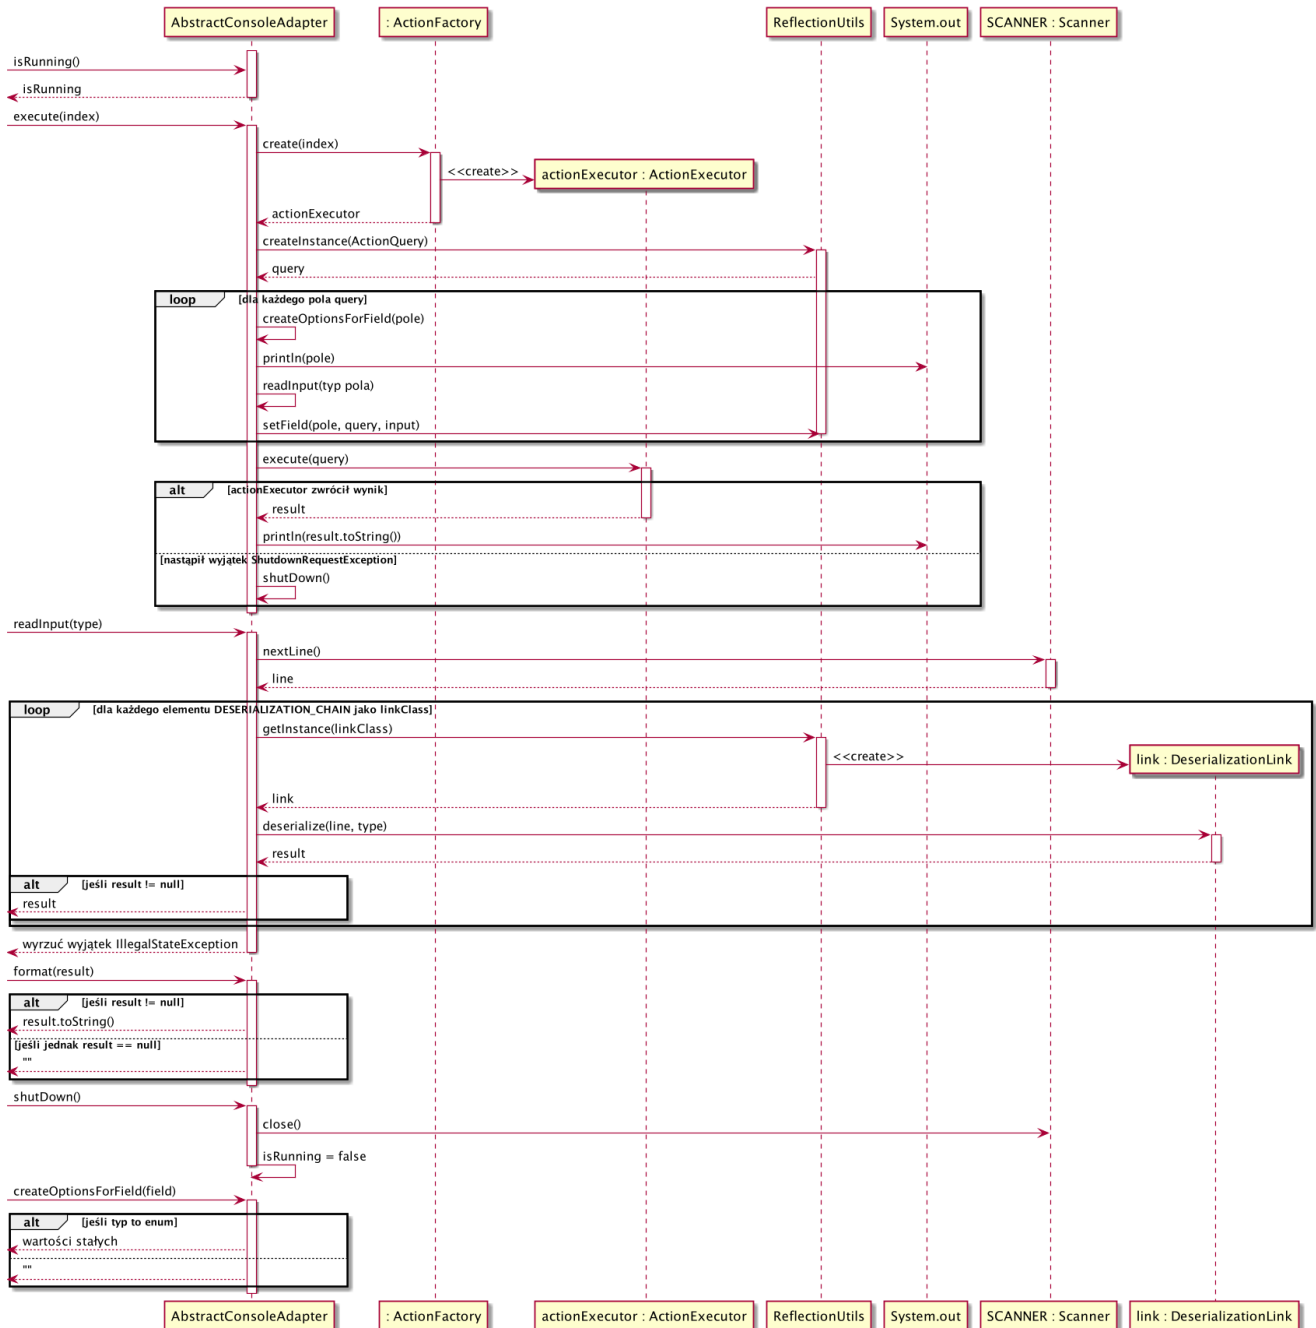 AbstractConsoleAdapter
: ActionFactory
ReflectionUtils
System.out
SCANNER : Scanner
isRunning()
isRunning
execute(index)
create(index)
<<create>>
actionExecutor : ActionExecutor
actionExecutor
createInstance(ActionQuery)
query
loop [dla każdego pola query]
createOptionsForField(pole)
println(pole)
readInput(typ pola)
setField(pole, query, input)
execute(query)
alt [actionExecutor zwrócił wynik]
result
println(result.toString())
[nastąpił wyjątek ShutdownRequestException]
shutDown()
readInput(type)
nextLine()
line
loop [dla każdego elementu DESERIALIZATION_CHAIN jako linkClass]
getInstance(linkClass)
<<create>>
link : DeserializationLink
link
deserialize(line, type)
result
alt [jeśli result != null]
result
wyrzuć wyjątek IllegalStateException
format(result)
alt [jeśli result != null]
result.toString()
[jeśli jednak result == null]
""
shutDown()
close()
isRunning = false
createOptionsForField(field)
alt [jeśli typ to enum]
wartości stałych
""
AbstractConsoleAdapter
: ActionFactory
actionExecutor : ActionExecutor
ReflectionUtils
System.out
SCANNER : Scanner
link : DeserializationLink